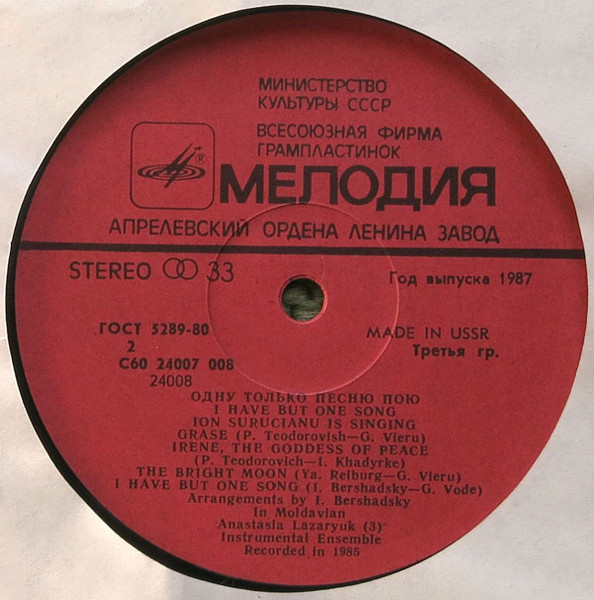 МИНИСТЕРСТВО
КУЛЬТУРЫ СССР
ВСЕСОЮЗНАЯ ФИРМА
ГРАМПЛАСТИНОК
®
МЕЛОДИЯ
АПРЕЛЕВСКИЙ ОРДЕНА ЛЕНИНА ЗАВОД
STEREO 33
Год выпуска 1987
ГОСТ 5289-80
MADE IN USSR
2
Третья гр.
С60 24007 008
24008
ОДНУ ТОЛЬКО ПЕСНЮ ПОЮ
I HAVE BUT ONE SONG
ION SURUCIANU IS SINGING
GRASE (P. Teodorovish—G. Vieru)
IRENE, THE GODDESS OF PEACE
(P. Teodorovich—I. Khadyrke)
THE BRIGHT MOON (Ya. Reiburg—G. Vieru)
I HAVE BUT ONE SONG (I. Bershadsky—G. Vode)
Arrangements by I. Bershadsky
In Moldavian
Anastasia Lazaryuk (3)
Instrumental Ensemble
Recorded in 1985